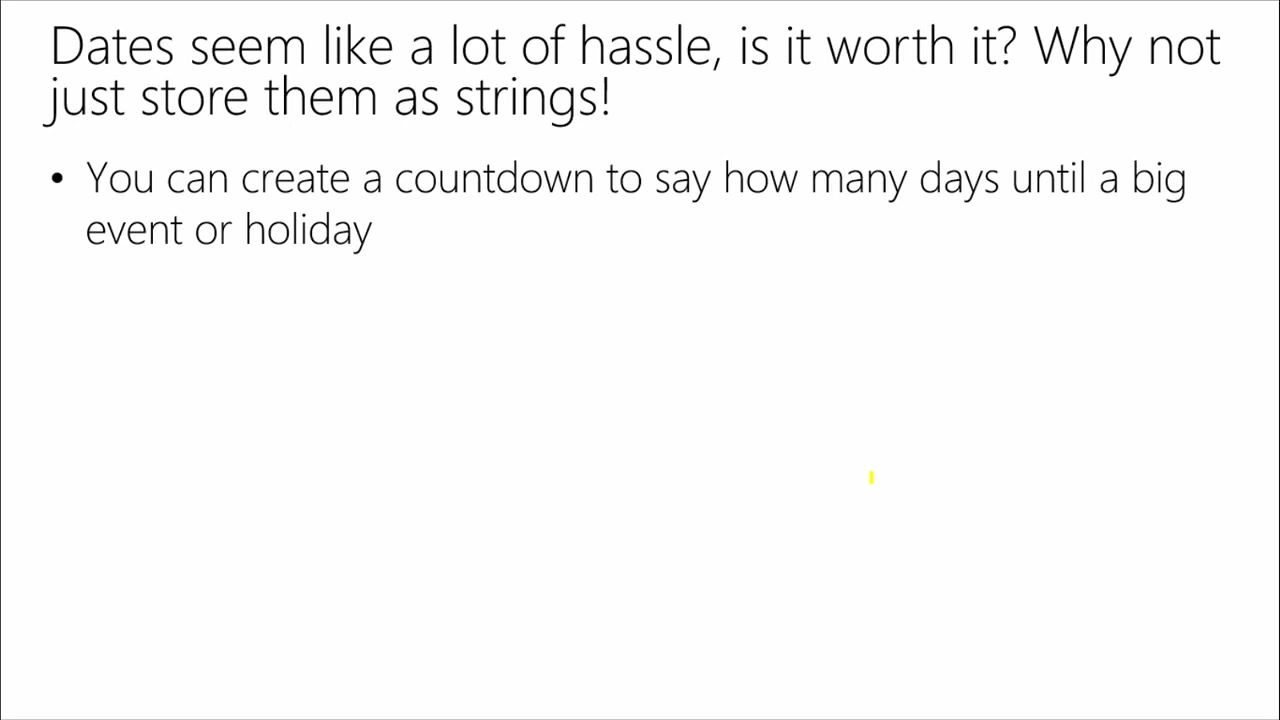 Dates seem like a lot of hassle, is it worth it? Why not
just store them as strings!
• You can create a countdown to say how many days until a big
event or holiday